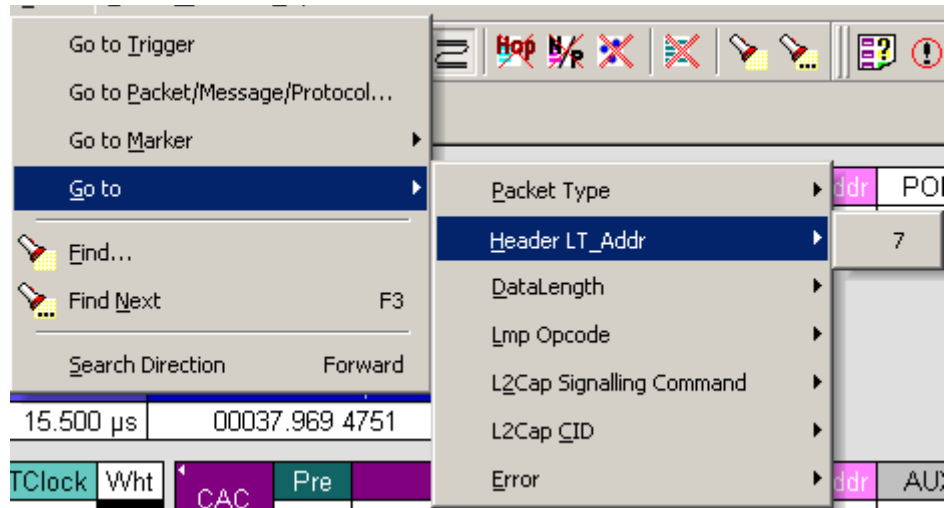 Go to Trigger
Go to Packet/Message/Protocol...
Go to Marker
Go to
Find...
Find Next F3
Search Direction Forward
Hop N/P
Packet Type
Header LT_Addr
DataLength
Lmp Opcode
L2Cap Signalling Command
L2Cap CID
Error
7
ddr
15.500 µs 00037.969 4751
TClock Wht CAC Pre ddr